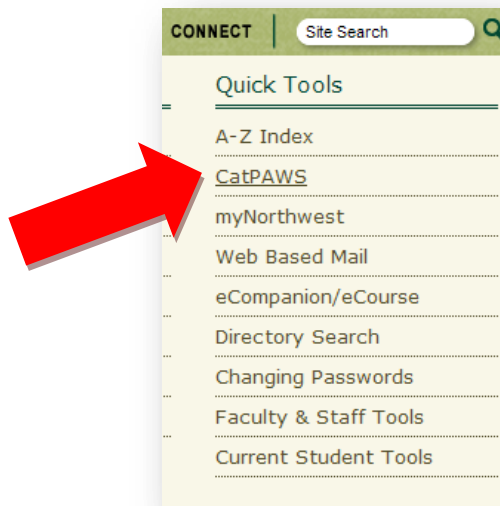 CONNECT Site Search
Quick Tools
A-Z Index
CatPAWS
myNorthwest
Web Based Mail
eCompanion/eCourse
Directory Search
Changing Passwords
Faculty & Staff Tools
Current Student Tools